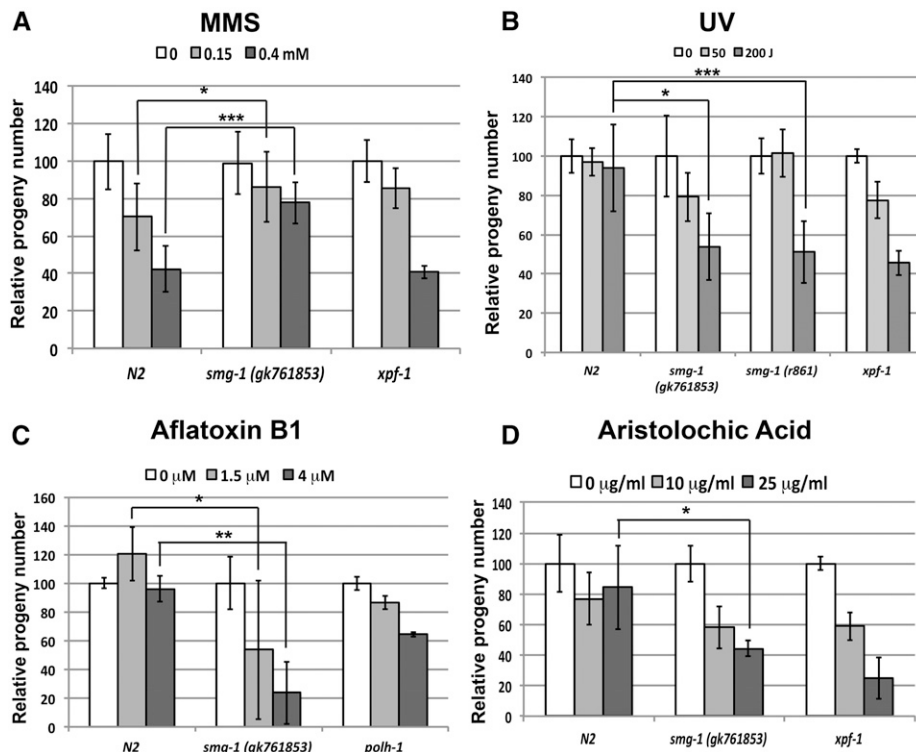 A
MMS
0 0.15 0.4 mM
Relative progeny number
140
120
100
80
60
40
20
0
*
***
N2 smg-1 (gk761853) xpf-1
B
UV
0 50 200 J
Relative progeny number
140
120
100
80
60
40
20
0
***
*
N2 smg-1 smg-1 (r861) xpf-1
(gk761853)
C
Aflatoxin B1
0 μM 1.5 μM 4 μM
Relative progeny number
160
140
120
100
80
60
40
20
0
*
**
N2 smg-1 (gk761853) polh-1
D
Aristolochic Acid
0 μg/ml 10 μg/ml 25 μg/ml
Relative progeny number
140
120
100
80
60
40
20
0
*
N2 smg-1 (gk761853) xpf-1